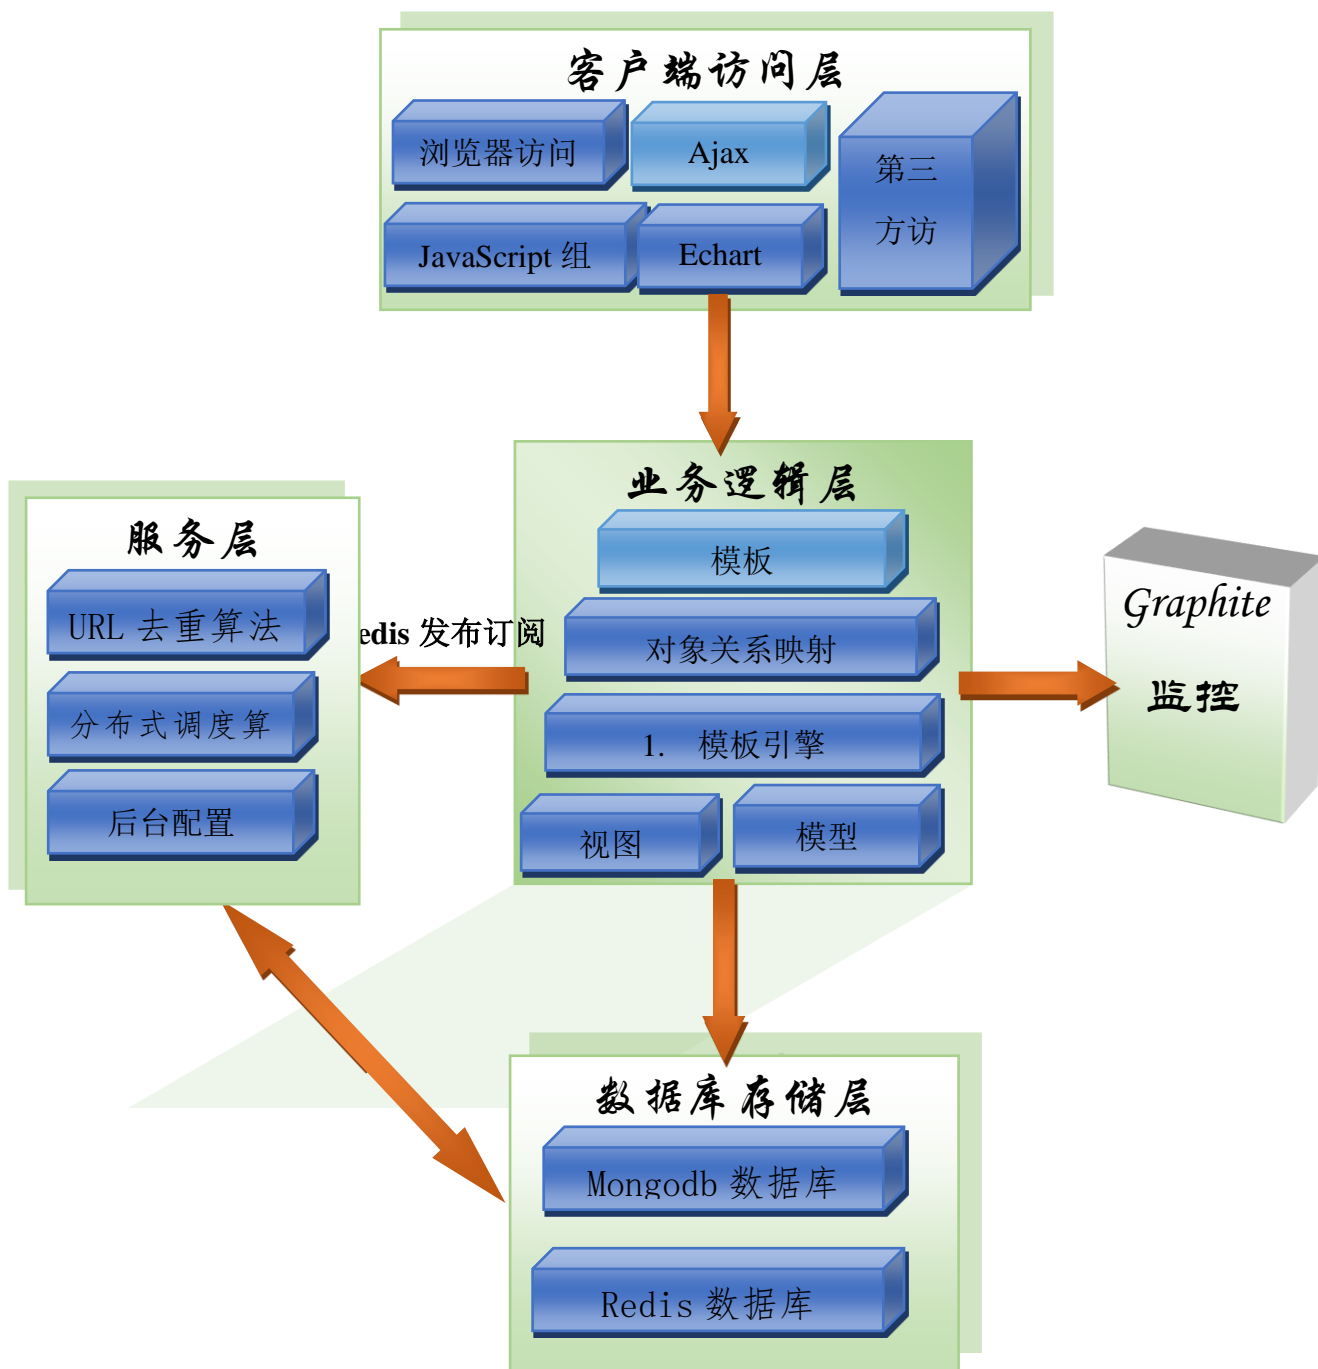 客户端访问层
浏览器访问
Ajax
第三
方访
JavaScript 组
Echart
业务逻辑层
模板
对象关系映射
1. 模板引擎
视图
模型
服务层
URL 去重算法
分布式调度算
后台配置
edis 发布订阅
Graphite
监控
数据库存储层
Mongodb 数据库
Redis 数据库